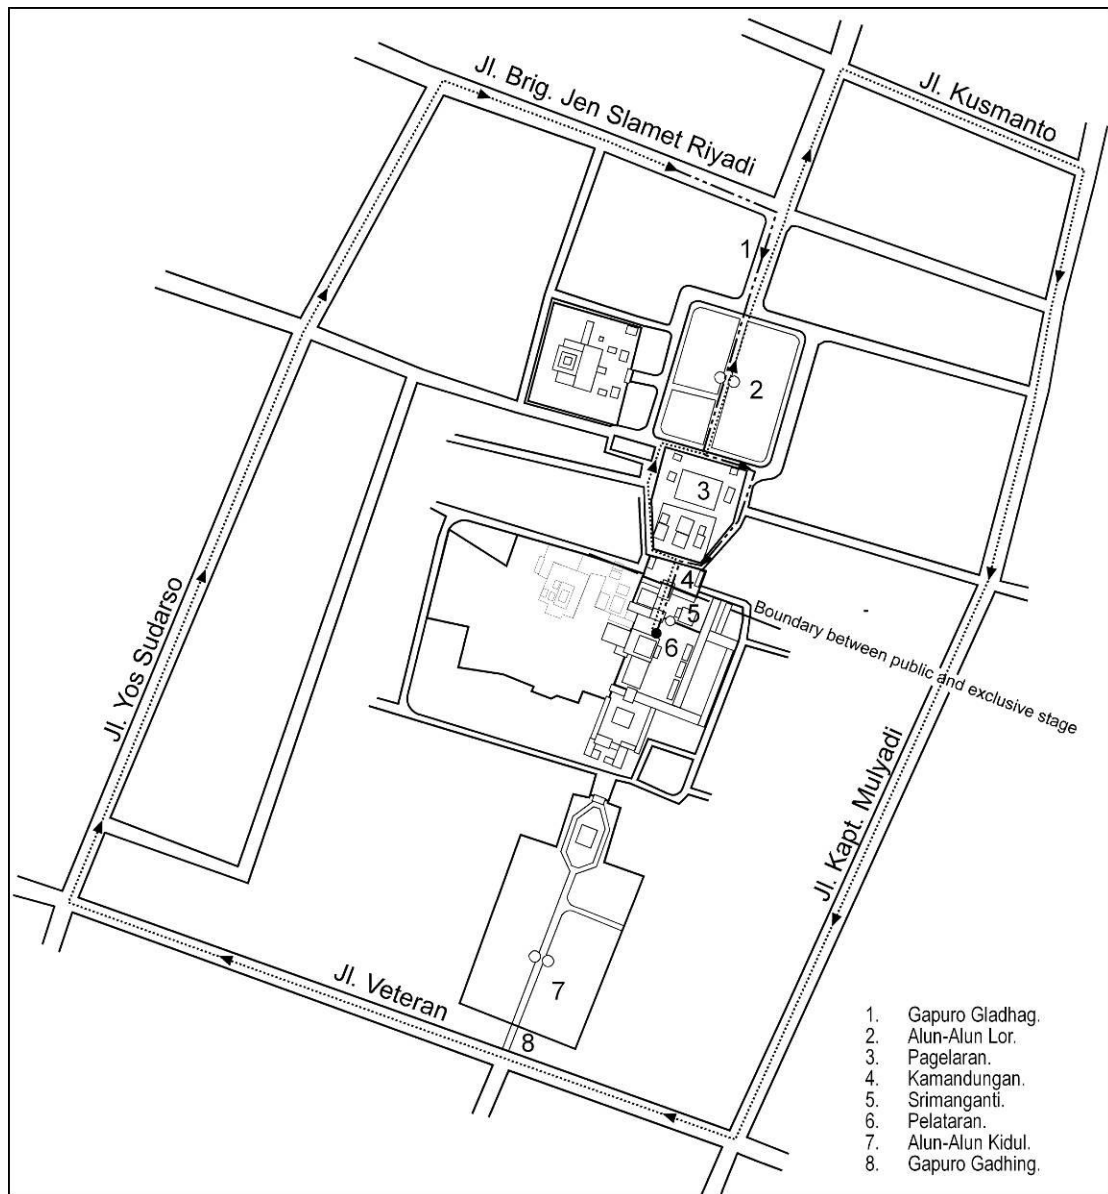 Jl. Brig. Jen Slamet Riyadi
Jl. Kusmanto
1
2
3
4
5
6
Boundary between public and exclusive stage
Jl. Yos Sudarso
Jl. Kapt. Mulyadi
Jl. Veteran
7
8
1. Gapuro Gladhag.
2. Alun-Alun Lor.
3. Pagelaran.
4. Kamandungan.
5. Srimanganti.
6. Pelataran.
7. Alun-Alun Kidul.
8. Gapuro Gadhing.